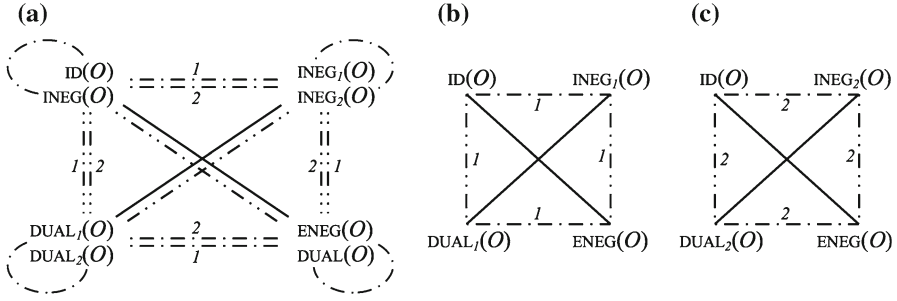 (a)
ID(O) 1 INEG1(O)
INEG(O) 2 INEG2(O)
1 2 2 1
DUAL1(O) 2 ENEG(O)
DUAL2(O) 1 DUAL(O)
(b)
ID(O) INEG1(O)
1
1 1
1
DUAL1(O) ENEG(O)
(c)
ID(O) INEG2(O)
2
2 2
2
DUAL2(O) ENEG(O)